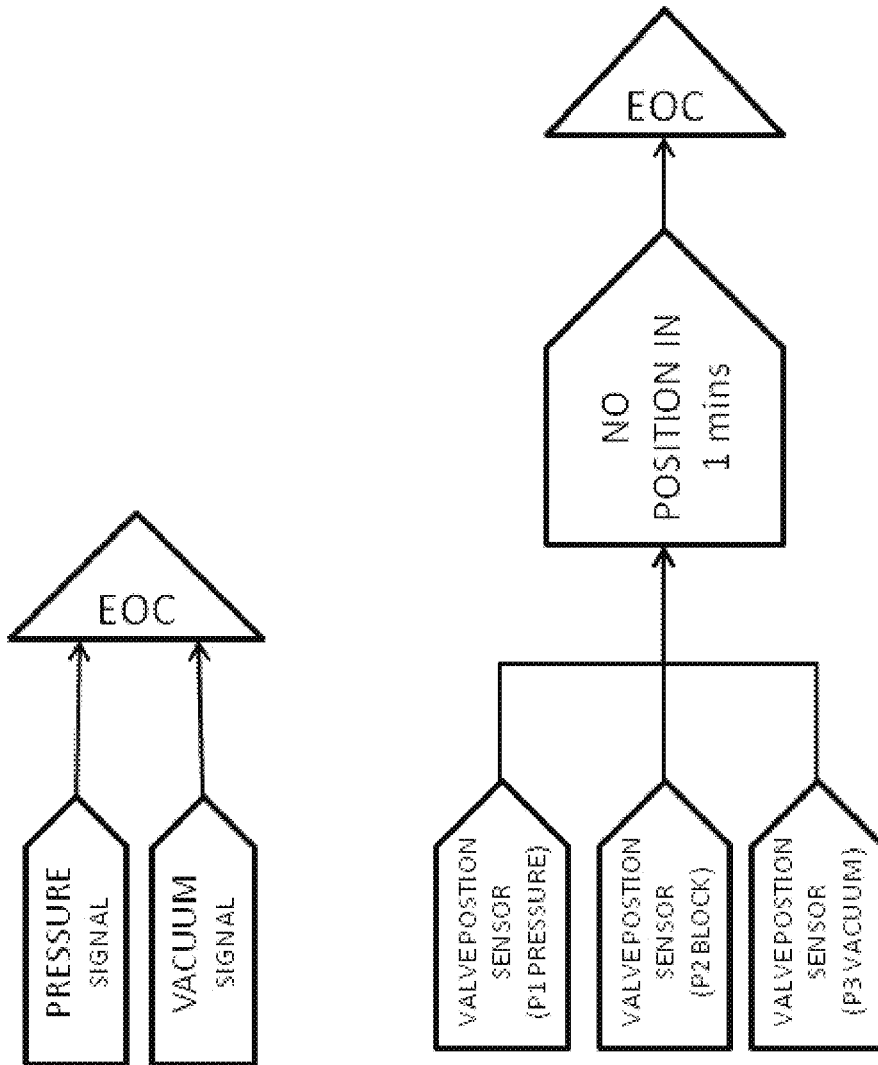 EOC
PRESSURE
SIGNAL
VACUUM
SIGNAL
EOC
NO
POSITION IN
1 mins
VALVEPOSTION
SENSOR
(P1 PRESSURE)
VALVEPOSTION
SENSOR
(P2 BLOCK)
VALVEPOSTION
SENSOR
(P3 VACUUM)